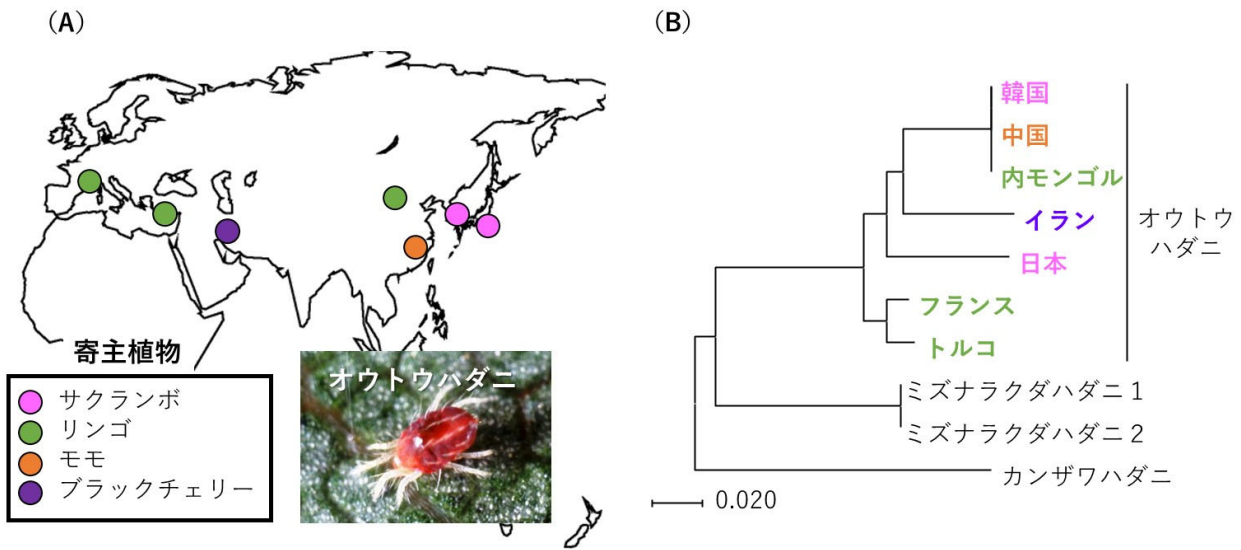 (A)
寄主植物
サクランボ
リンゴ
モモ
ブラックチェリー
オウトウハダニ
(B)
韓国
中国
内モンゴル
イラン
日本
フランス
トルコ
オウトウ
ハダニ
ミズナラクダハダニ1
ミズナラクダハダニ2
カンザワハダニ
0.020